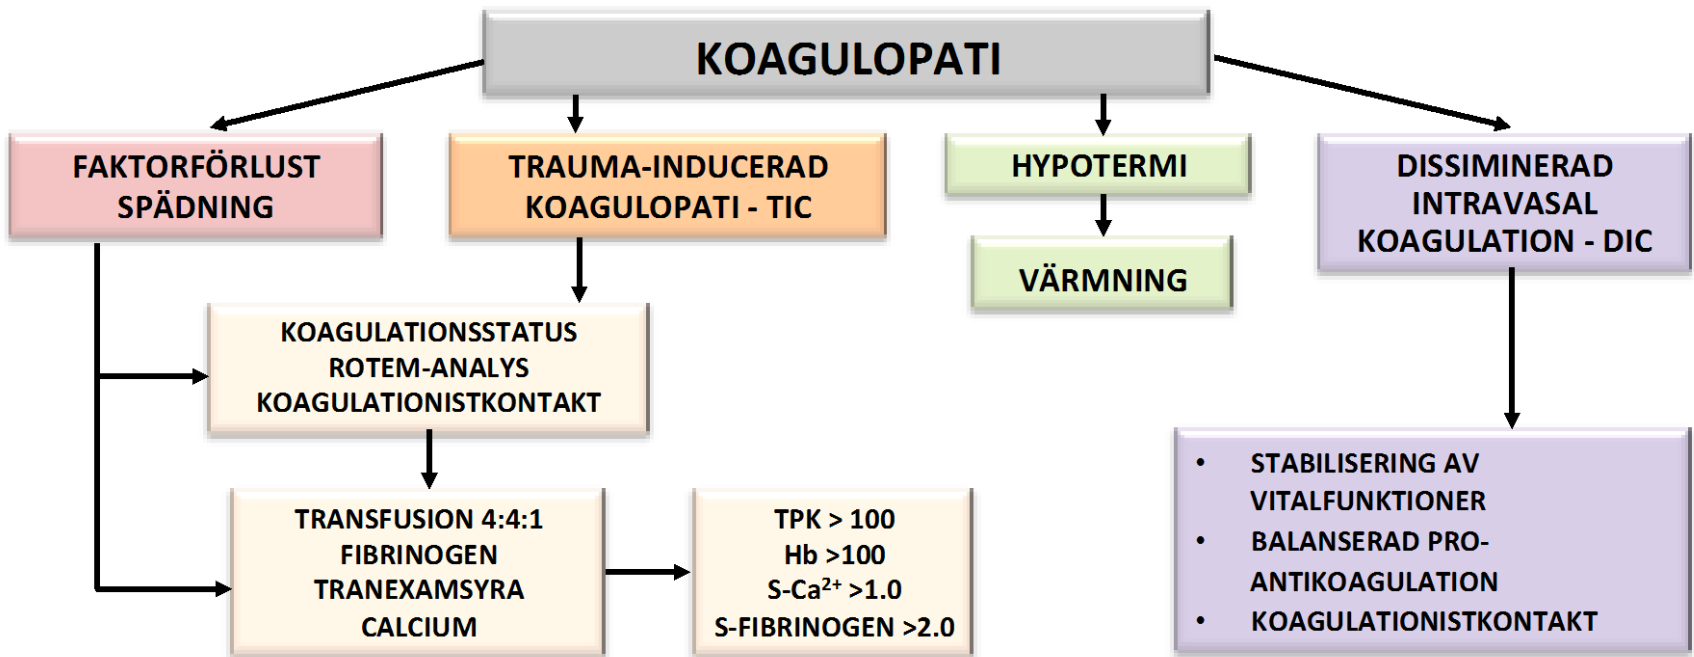 KOAGULOPATI
FAKTORFÖRLUST
SPÄDNING
TRAUMA-INDUCERAD
KOAGULOPATI - TIC
HYPOTERMI
DISSIMINERAD
INTRAVASAL
KOAGULATION - DIC
VÄRMNING
KOAGULATIONSSTATUS
ROTEM-ANALYS
KOAGULATIONISTKONTAKT
TRANSFUSION 4:4:1
FIBRINOGEN
TRANEXAMSYRA
CALCIUM
TPK > 100
Hb >100
S-Ca²⁺ >1.0
S-FIBRINOGEN >2.0
• STABILISERING AV
VITALFUNKTIONER
• BALANSERAD PRO-
ANTIKOAGULATION
• KOAGULATIONISTKONTAKT